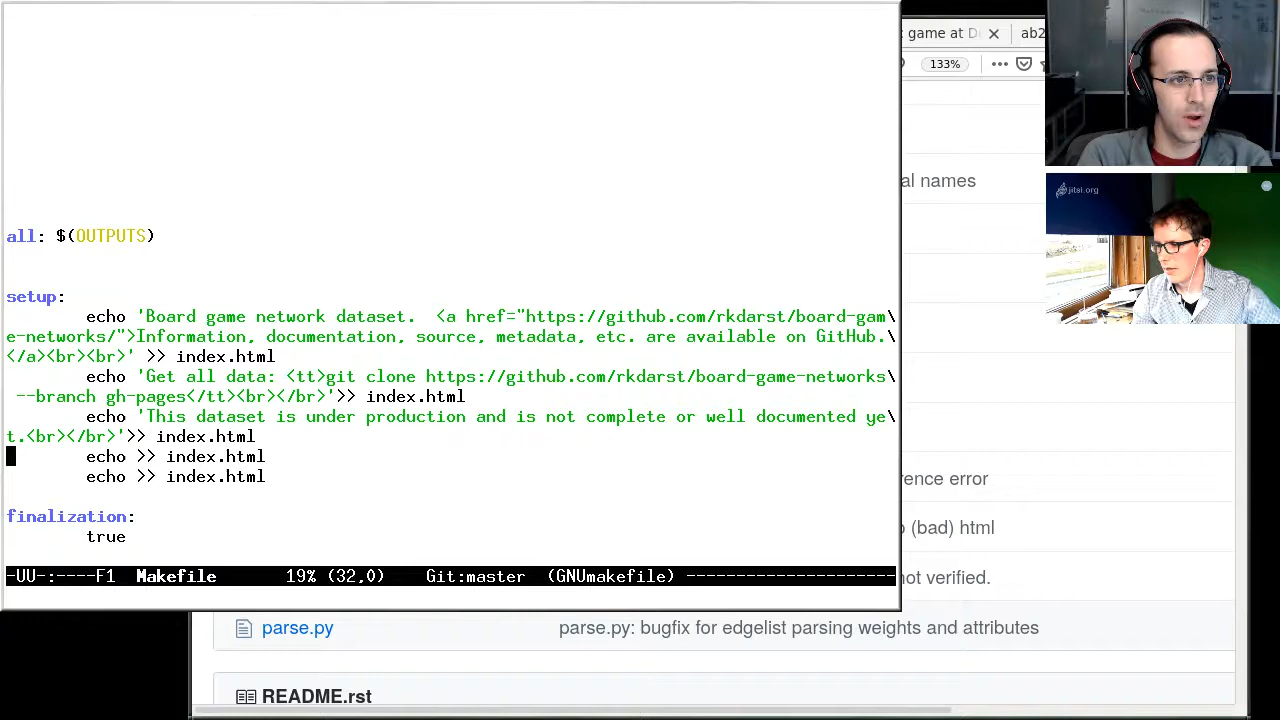 all: $(OUTPUTS)
setup:
echo 'Board game network dataset.  <a href="https://github.com/rkdarst/board-gam\
e-networks/">Information, documentation, source, metadata, etc. are available on GitHub.\
</a><br><br>' >> index.html
echo 'Get all data: <tt>git clone https://github.com/rkdarst/board-game-networks\
--branch gh-pages</tt><br></br>'>> index.html
echo 'This dataset is under production and is not complete or well documented ye\
t.<br></br>'>> index.html
echo >> index.html
echo >> index.html
finalization:
true
-UU-:----F1  Makefile       19% (32,0)    Git:master  (GNUmakefile) ---------------------
game at D
ab2
133%
al names
rence error
(bad) html
not verified.
parse.py
parse.py: bugfix for edgelist parsing weights and attributes
README.rst
jitsi.org